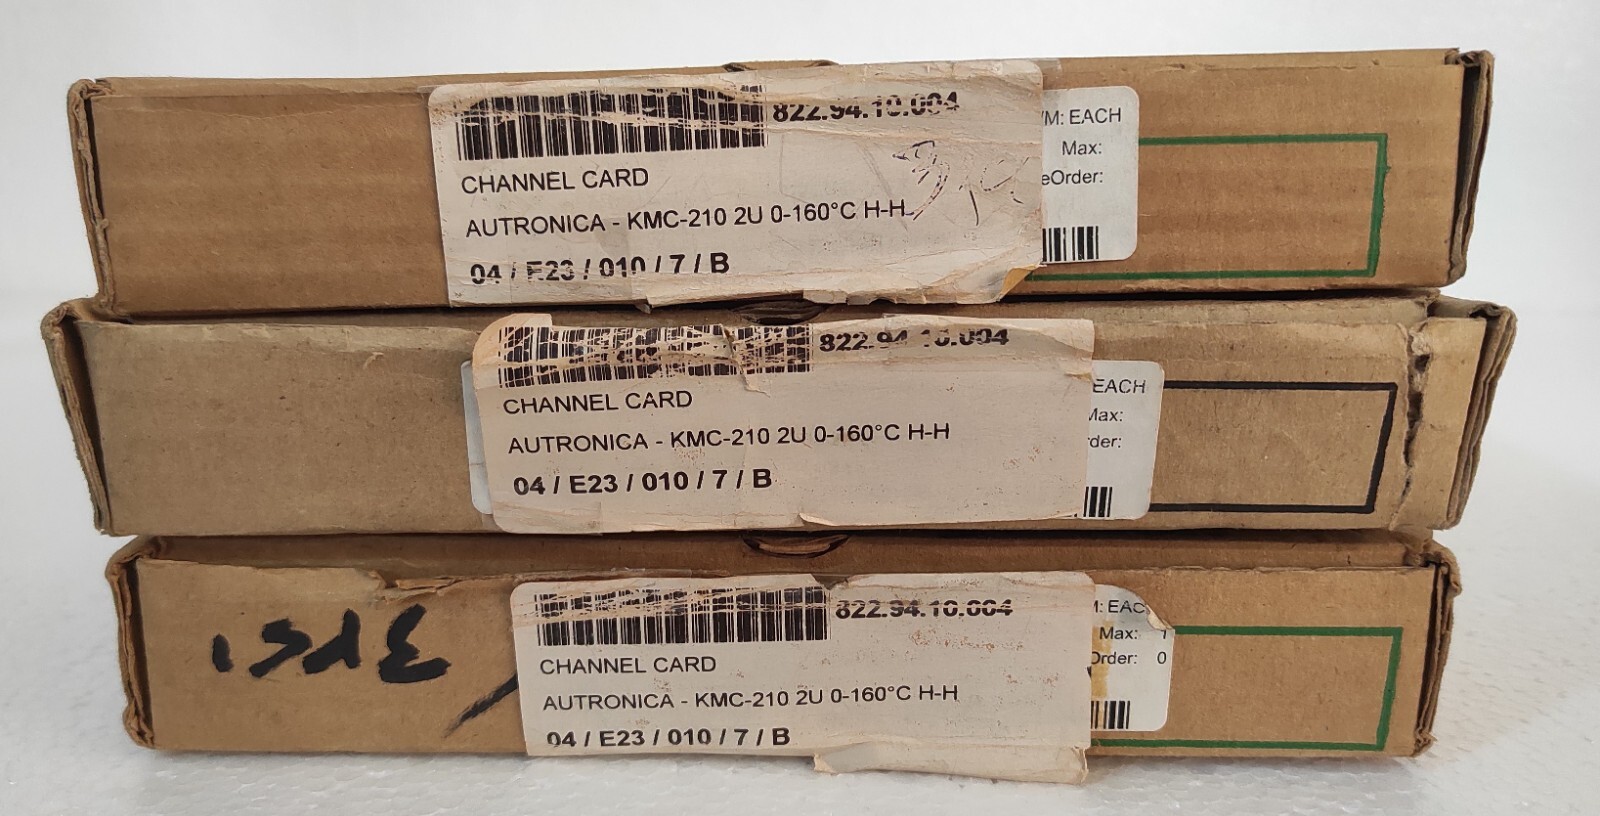 822.94.10.004
/M: EACH
Max:
eOrder:
CHANNEL CARD
AUTRONICA - KMC-210 2U 0-160°C H-H
04 / E23 / 010 / 7 / B
822.94.10.004
EACH
Max:
rder:
CHANNEL CARD
AUTRONICA - KMC-210 2U 0-160°C H-H
04 / E23 / 010 / 7 / B
822.94.10.004
M: EAC
Max: 1
Order: 0
CHANNEL CARD
AUTRONICA - KMC-210 2U 0-160°C H-H
04 / E23 / 010 / 7 / B